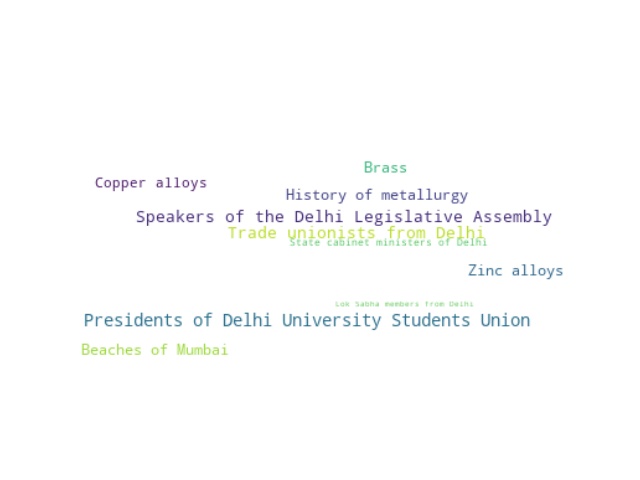 Brass
Copper alloys
History of metallurgy
Speakers of the Delhi Legislative Assembly
Trade unionists from Delhi
State cabinet ministers of Delhi
Zinc alloys
Lok Sabha members from Delhi
Presidents of Delhi University Students Union
Beaches of Mumbai